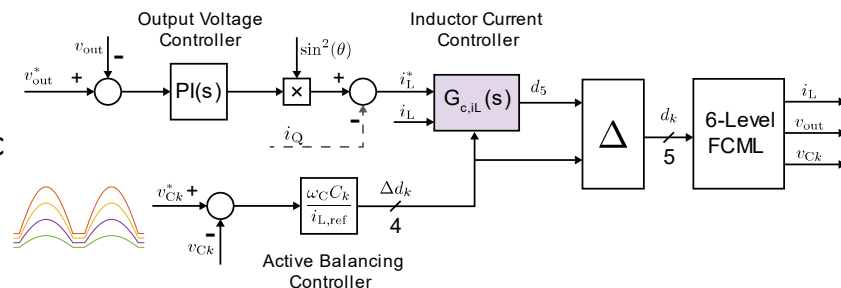 Output Voltage
Controller
Inductor Current
Controller
v_out
-
sin²(θ)
v*_out
+
PI(s)
×
+
-
i_Q
i*_L
i_L
G_c,iL(s)
d_5
Δ
d_k
5
6-Level
FCML
i_L
v_out
v_Ck
C
v*_Ck
+
-
v_Ck
ω_C C_k
i_L,ref
Δd_k
4
Active Balancing
Controller